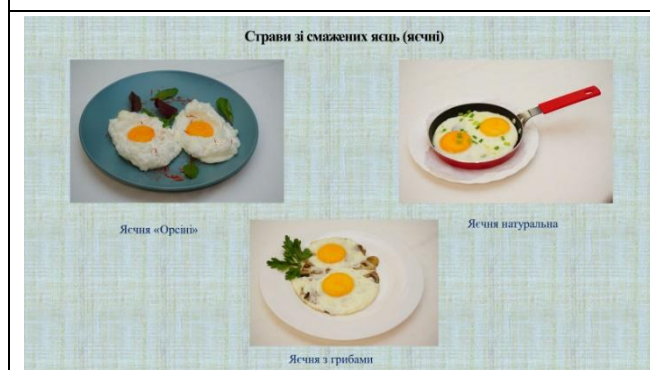 Страви зі смажених яєць (яєчні)
Яєчня «Орсіні»
Яєчня натуральна
Яєчня з грибами